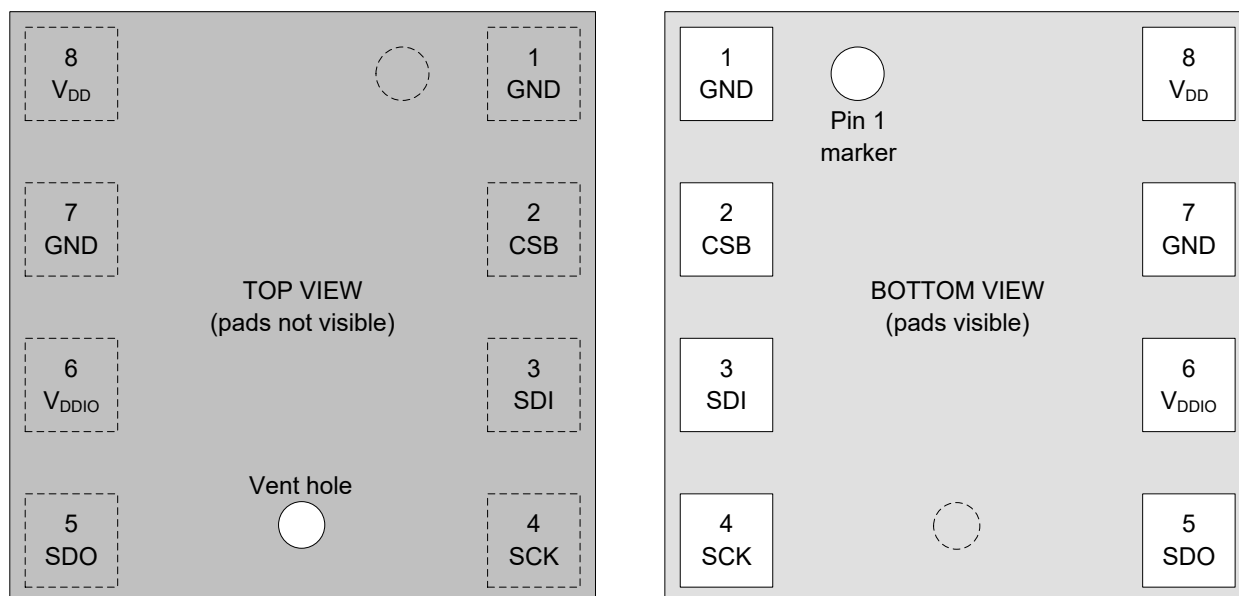 8
VDD
1
GND
7
GND
2
CSB
TOP VIEW
(pads not visible)
6
VDDIO
3
SDI
Vent hole
5
SDO
4
SCK
1
GND
Pin 1
marker
8
VDD
2
CSB
7
GND
BOTTOM VIEW
(pads visible)
3
SDI
6
VDDIO
4
SCK
5
SDO